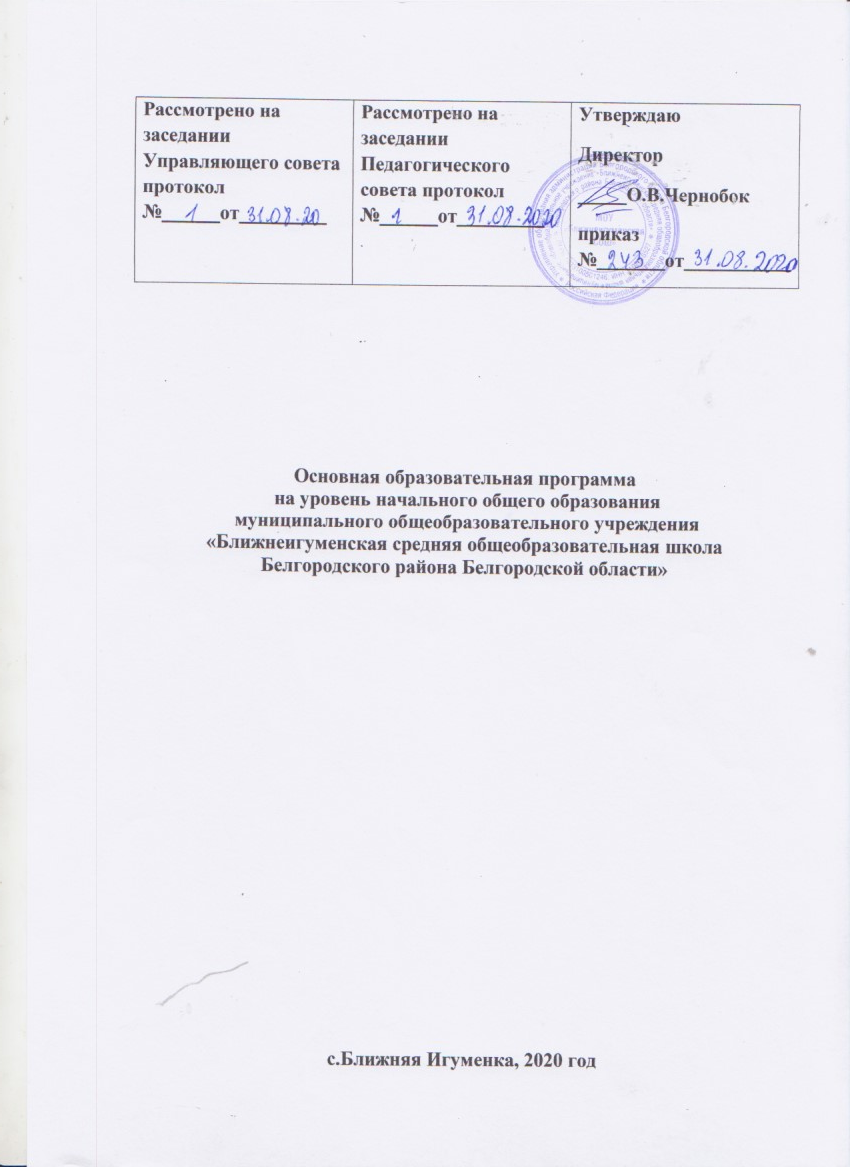 Рассмотрено на
заседании
Управляющего совета
протокол
№ 1 от 31.08.20
Рассмотрено на
заседании
Педагогического
совета протокол
№ 1 от 31.08.2020
Утверждаю
Директор
О.В.Чернобок
приказ
№ 243 от 31.08.2020
Основная образовательная программа
на уровень начального общего образования
муниципального общеобразовательного учреждения
«Ближнеигуменская средняя общеобразовательная школа
Белгородского района Белгородской области»
с.Ближняя Игуменка, 2020 год